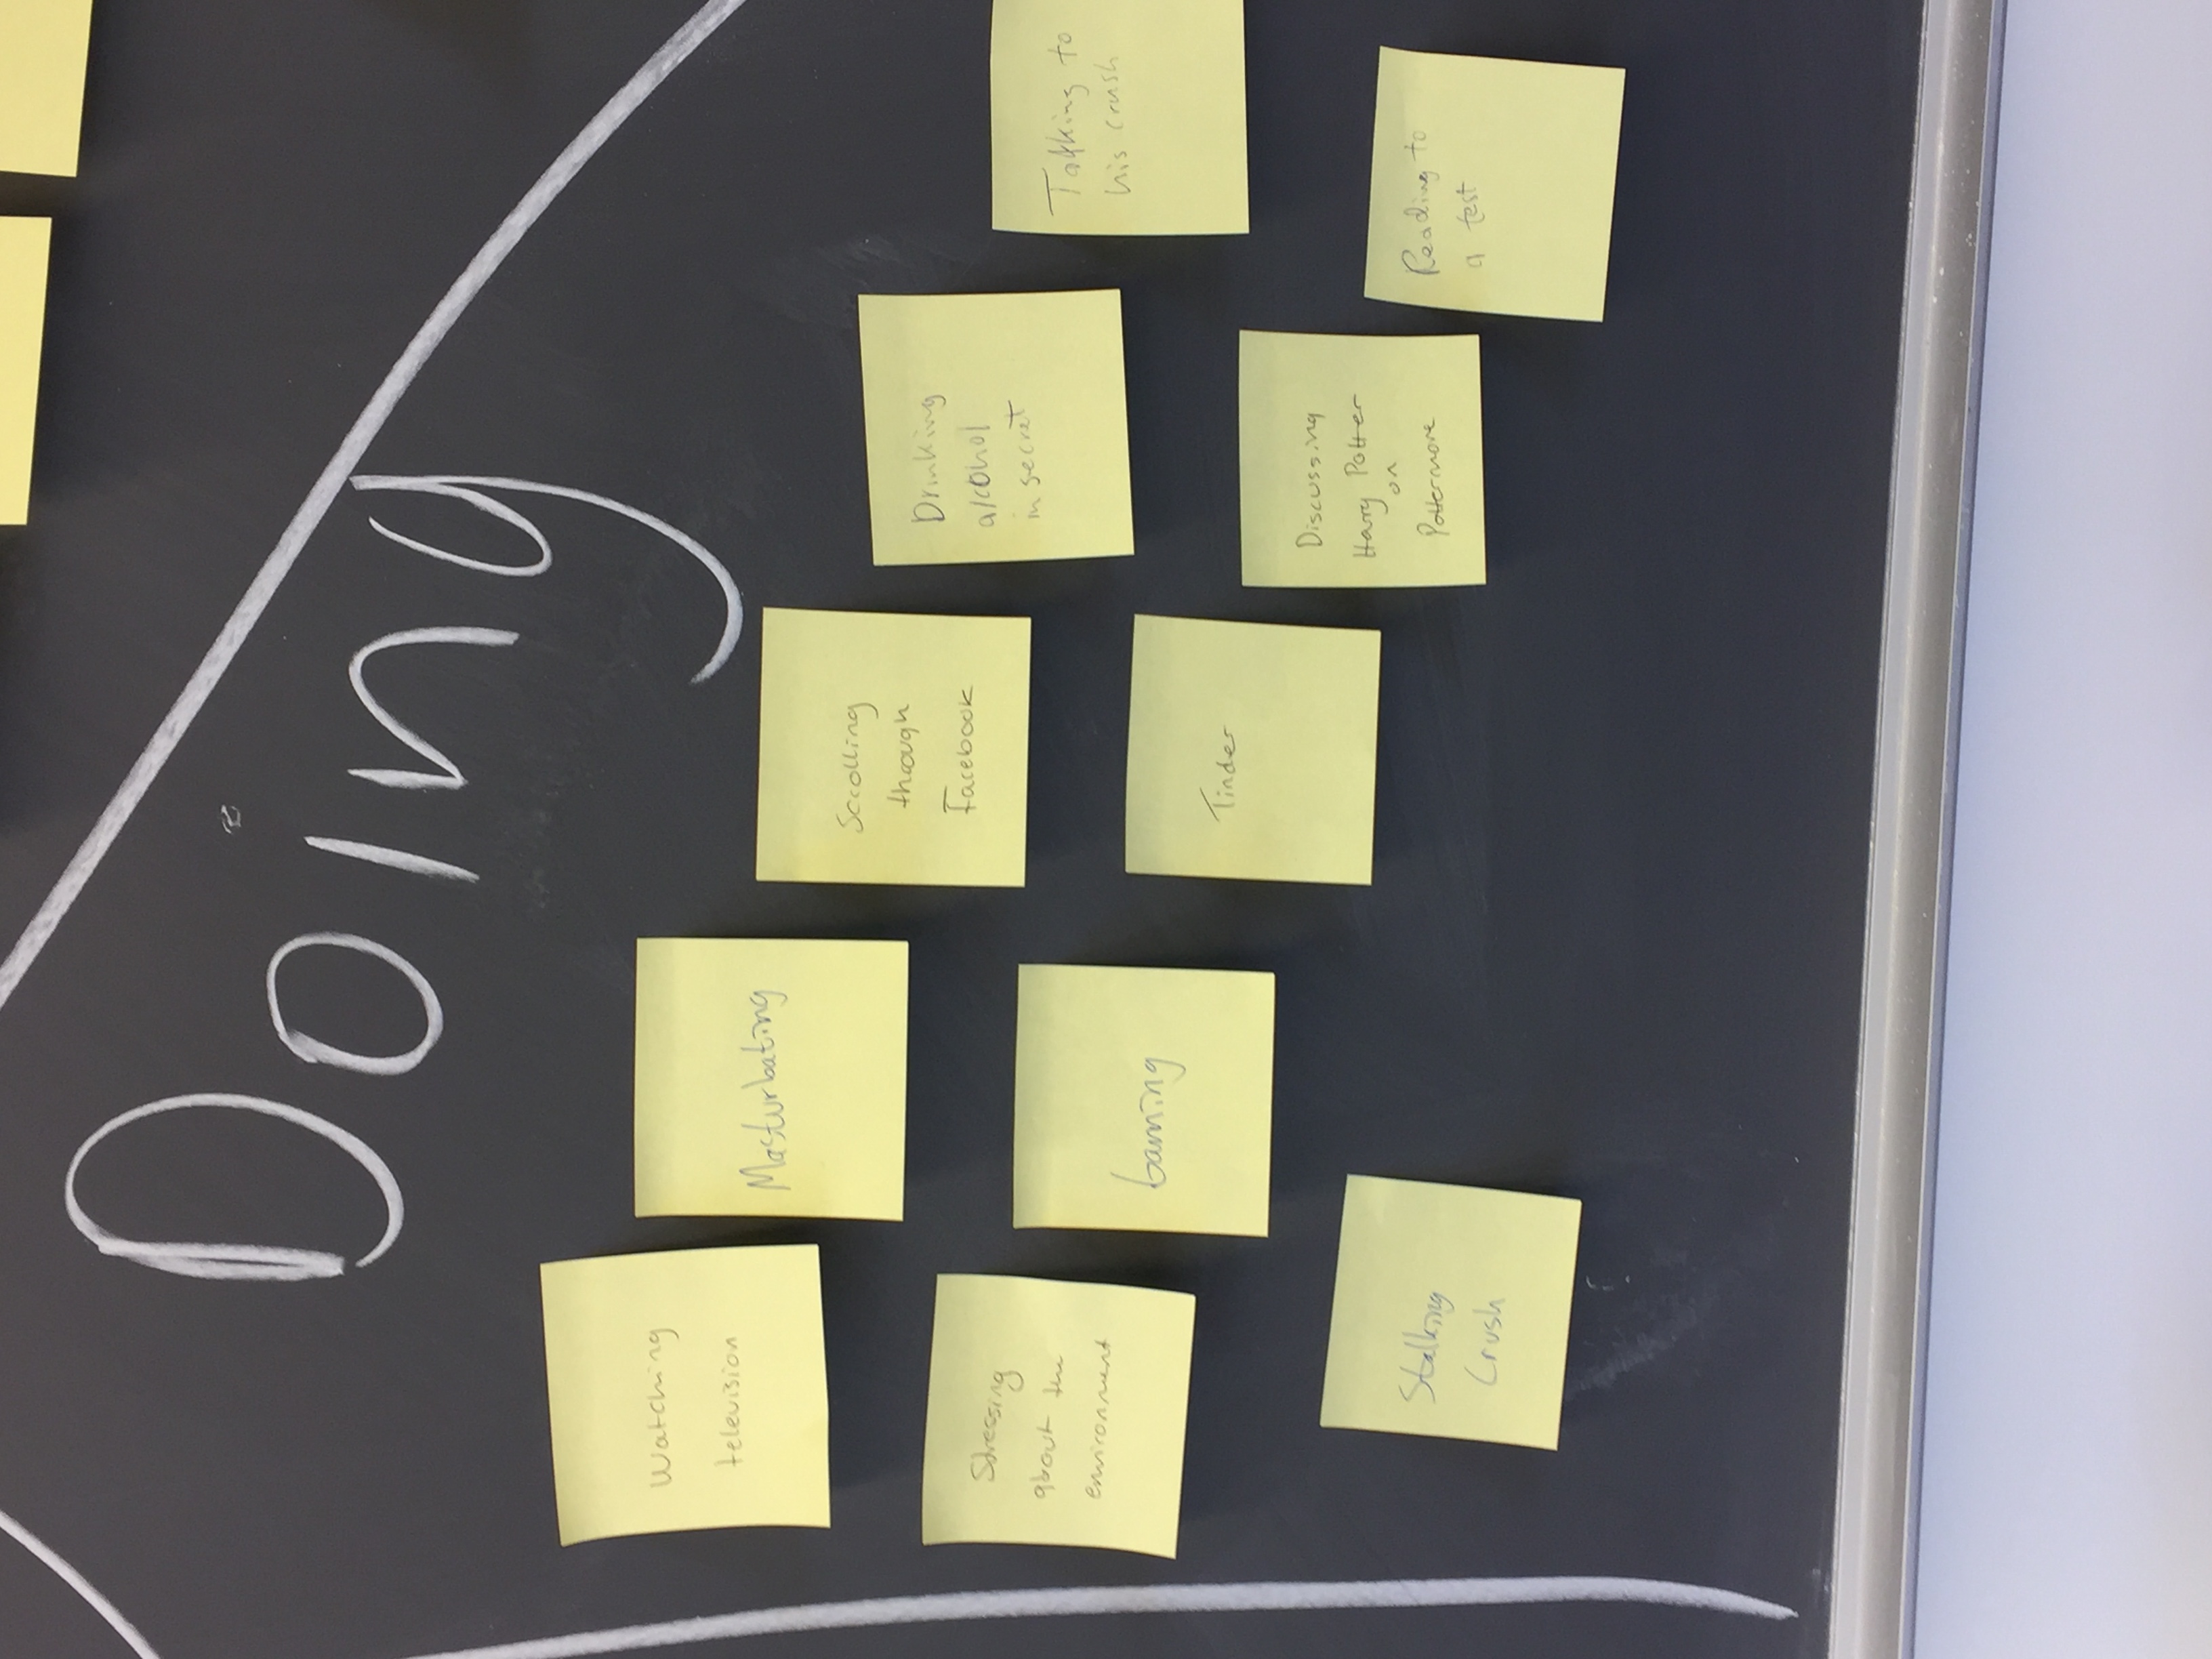 Doing
Watching
television
Masturbating
Scrolling
through
Facebook
Drinking
alcohol
in secret
Talking to
his crush
Stressing
about the
environment
Gaming
Tinder
Discussing
Harry Potter
on
Pottermore
Reading to
a test
Stalking
Crush